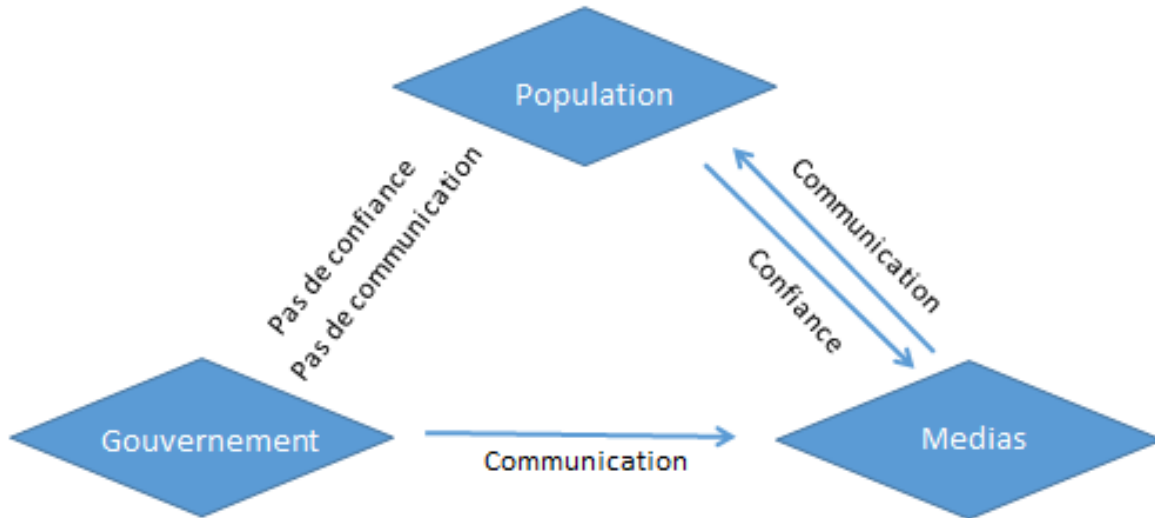 Population
Pas de confiance
Pas de communication
Communication
Confiance
Gouvernement
Communication
Medias